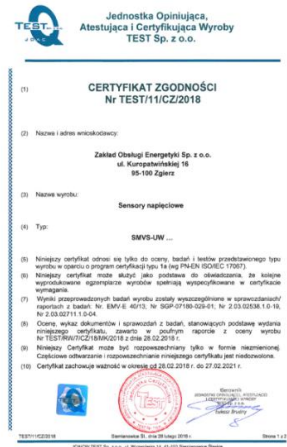 TEST
Jednostka Opiniująca,
Atestująca i Certyfikująca Wyroby
TEST Sp. z o.o.
(1) CERTYFIKAT ZGODNOŚCI
Nr TEST/11/CZ/2018
(2) Nazwa i adres wnioskodawcy:
Zakład Obsługi Energetyki Sp. z o.o.
ul. Kuropatwińskiej 16
95-100 Zgierz
(3) Nazwa wyrobu:
Sensory napięciowe
(4) Typ:
SMVS-UW ...
(5) Niniejszy certyfikat odnosi się tylko do oceny, badań i testów przedstawionego typu
wyrobu w oparciu o program certyfikacji typu 1a (wg PN-EN ISO/IEC 17067).
(6) Niniejszy certyfikat może służyć jako podstawa do oświadczenia, że kolejne
wyprodukowane egzemplarze wyrobów spełniają wyspecyfikowane w certyfikacie
wymagania.
(7) Wyniki przeprowadzonych badań wyrobu zostały wyszczególnione w sprawozdaniach/
raportach z badań: Nr. EMV-E 40/13, Nr SGP-07180-029-01, Nr 2.03.02538.1.0-19,
Nr 2.03.02711.1.0-04.
(8) Ocenę, wykaz dokumentów i sprawozdań z badań, stanowiących podstawę wydania
niniejszego certyfikatu, zawarto w poufnym raporcie z oceny wyrobu
Nr TEST/RW/7/CZ/18/MK/2018 z dnia 28.02.2018 r.
(9) Niniejszy Certyfikat może być rozpowszechniany tylko w formie niezmienionej.
Częściowe odtwarzanie i rozpowszechnianie niniejszego certyfikatu jest niedozwolone.
(10) Certyfikat zachowuje ważność w okresie od 28.02.2018 r. do 27.02.2021 r.
Kierownik
TEST/11/CZ/2018
Siemianowice Śl., dnia 28 lutego 2018 r.
Strona 1 z 2